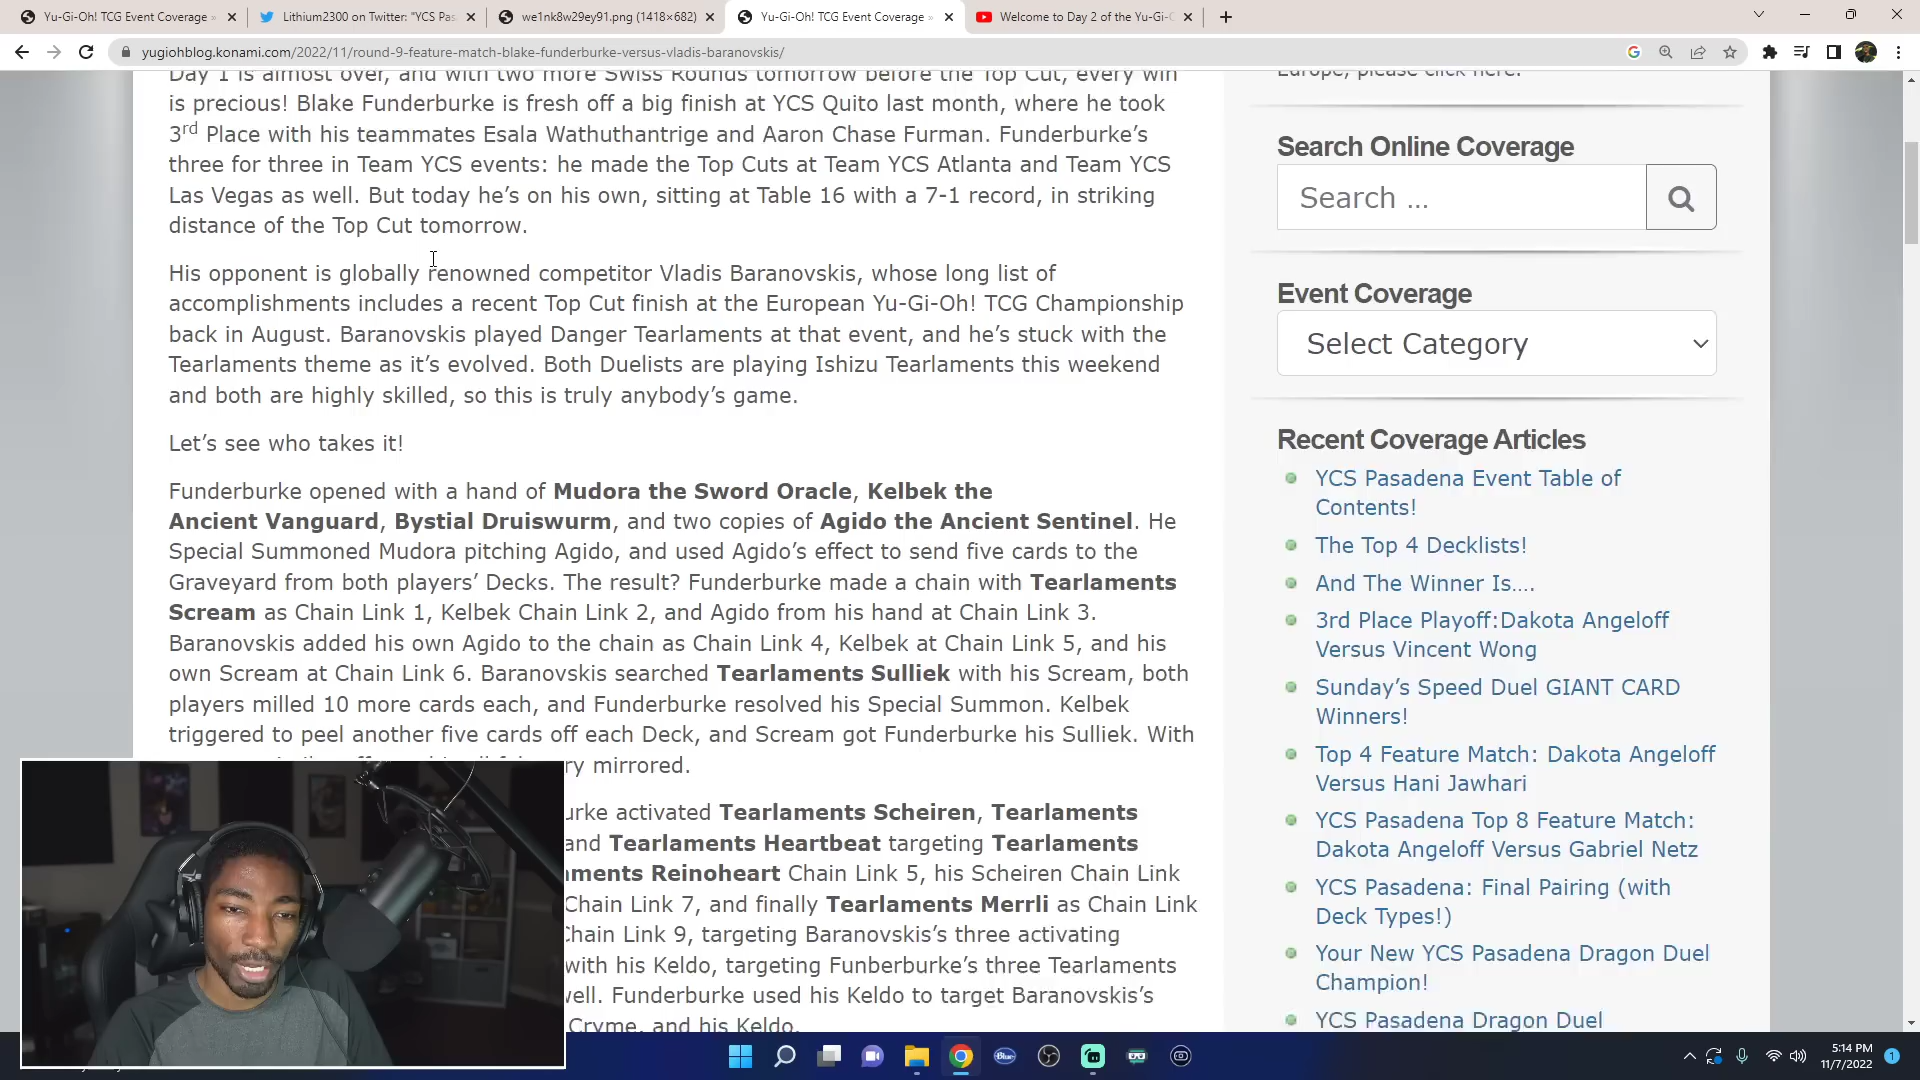 Yu-Gi-Oh! TCG Event Coverage »
Lithium2300 on Twitter: "YCS Pas
we1nk8w29ey91.png (1418×682)
Yu-Gi-Oh! TCG Event Coverage »
Welcome to Day 2 of the Yu-Gi-O
yugiohblog.konami.com/2022/11/round-9-feature-match-blake-funderburke-versus-vladis-baranovskis/
Day 1 is almost over, and with two more Swiss Rounds tomorrow before the Top Cut, every win
is precious! Blake Funderburke is fresh off a big finish at YCS Quito last month, where he took
3rd Place with his teammates Esala Wathuthantrige and Aaron Chase Furman. Funderburke's
three for three in Team YCS events: he made the Top Cuts at Team YCS Atlanta and Team YCS
Las Vegas as well. But today he's on his own, sitting at Table 16 with a 7-1 record, in striking
distance of the Top Cut tomorrow.
His opponent is globally renowned competitor Vladis Baranovskis, whose long list of
accomplishments includes a recent Top Cut finish at the European Yu-Gi-Oh! TCG Championship
back in August. Baranovskis played Danger Tearlaments at that event, and he's stuck with the
Tearlaments theme as it's evolved. Both Duelists are playing Ishizu Tearlaments this weekend
and both are highly skilled, so this is truly anybody's game.
Let's see who takes it!
Funderburke opened with a hand of Mudora the Sword Oracle, Kelbek the
Ancient Vanguard, Bystial Druiswurm, and two copies of Agido the Ancient Sentinel. He
Special Summoned Mudora pitching Agido, and used Agido's effect to send five cards to the
Graveyard from both players' Decks. The result? Funderburke made a chain with Tearlaments
Scream as Chain Link 1, Kelbek Chain Link 2, and Agido from his hand at Chain Link 3.
Baranovskis added his own Agido to the chain as Chain Link 4, Kelbek at Chain Link 5, and his
own Scream at Chain Link 6. Baranovskis searched Tearlaments Sulliek with his Scream, both
players milled 10 more cards each, and Funderburke resolved his Special Summon. Kelbek
triggered to peel another five cards off each Deck, and Scream got Funderburke his Sulliek. With
ry mirrored.
urke activated Tearlaments Scheiren, Tearlaments
and Tearlaments Heartbeat targeting Tearlaments
ments Reinoheart Chain Link 5, his Scheiren Chain Link
Chain Link 7, and finally Tearlaments Merrli as Chain Link
Chain Link 9, targeting Baranovskis's three activating
with his Keldo, targeting Funberburke's three Tearlaments
well. Funderburke used his Keldo to target Baranovskis's
Cryme, and his Keldo.
Europe, please click here.
Search Online Coverage
Search ...
Event Coverage
Select Category
Recent Coverage Articles
YCS Pasadena Event Table of
Contents!
The Top 4 Decklists!
And The Winner Is….
3rd Place Playoff:Dakota Angeloff
Versus Vincent Wong
Sunday's Speed Duel GIANT CARD
Winners!
Top 4 Feature Match: Dakota Angeloff
Versus Hani Jawhari
YCS Pasadena Top 8 Feature Match:
Dakota Angeloff Versus Gabriel Netz
YCS Pasadena: Final Pairing (with
Deck Types!)
Your New YCS Pasadena Dragon Duel
Champion!
YCS Pasadena Dragon Duel
Blue
5:14 PM
11/7/2022
1